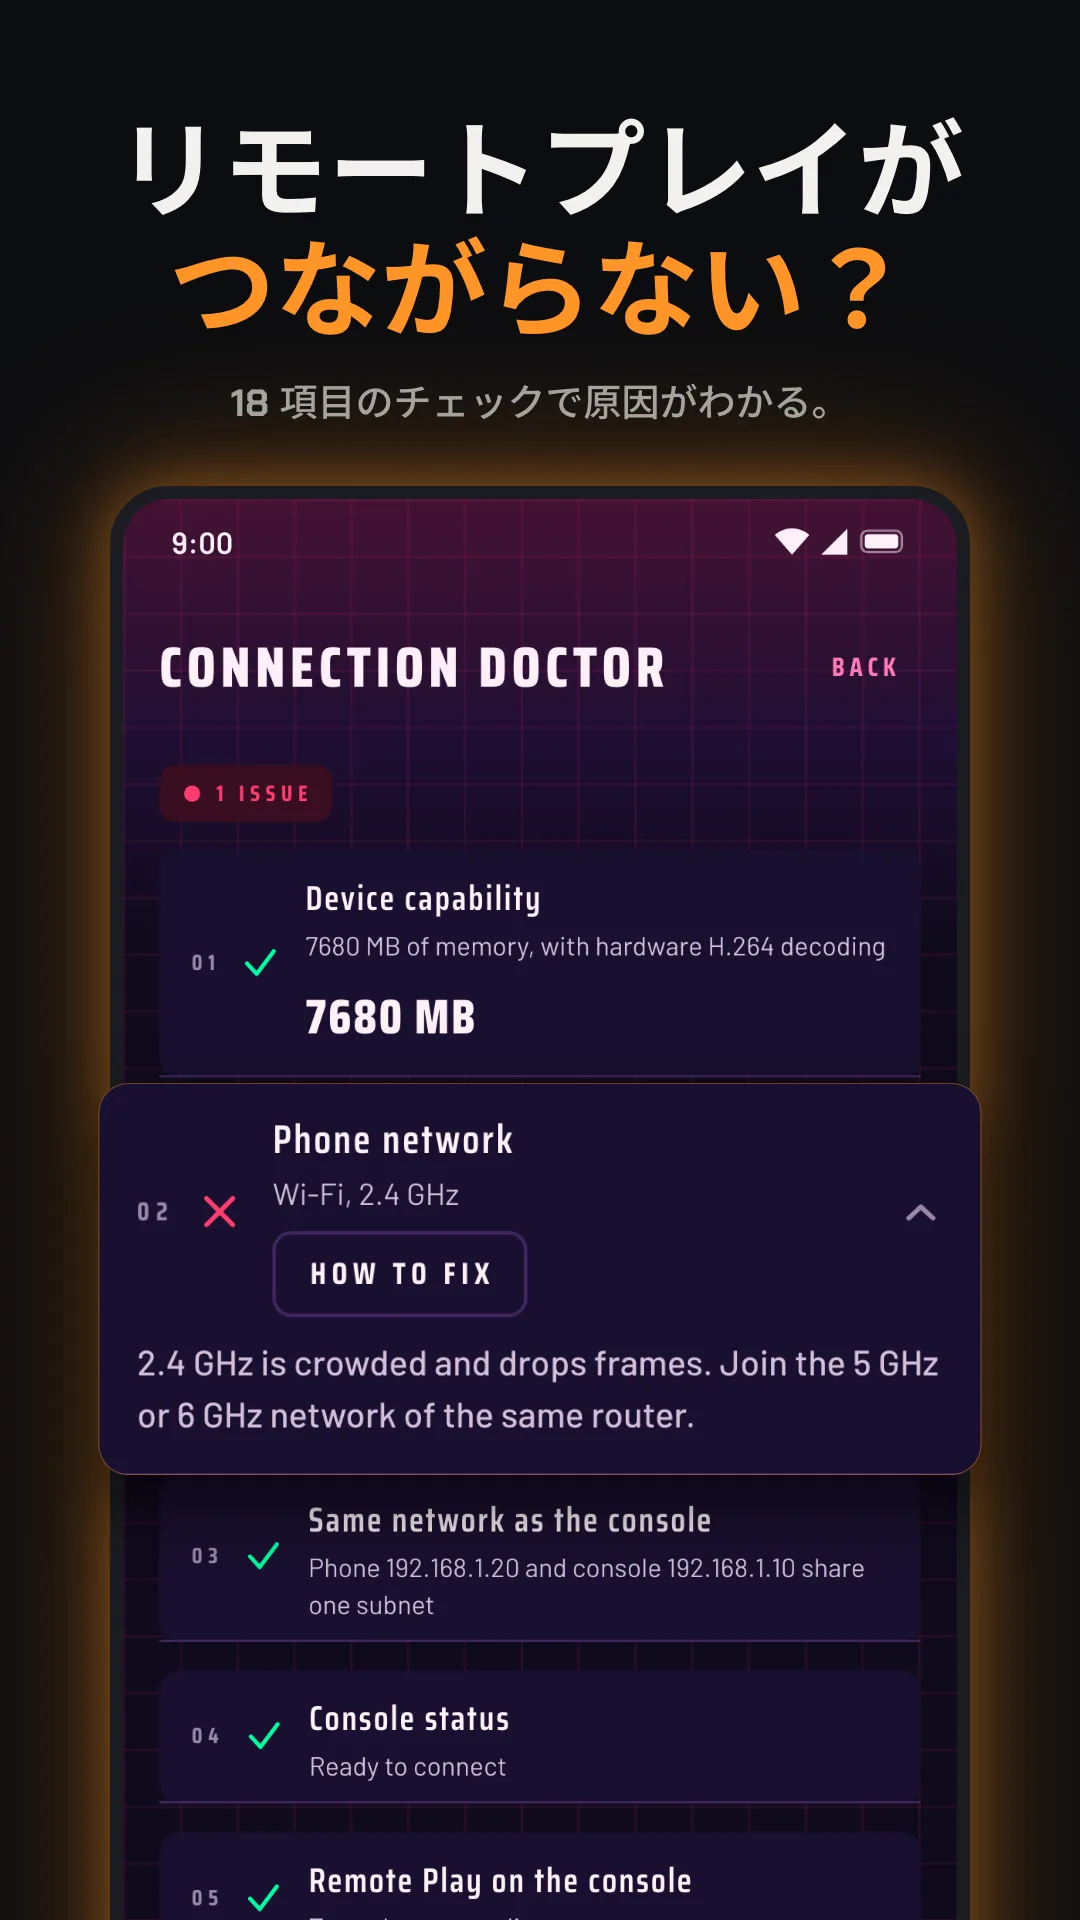 リモートプレイが
つながらない？
18 項目のチェックで原因がわかる。
9:00
CONNECTION DOCTOR
BACK
1 ISSUE
Device capability
7680 MB of memory, with hardware H.264 decoding
01
7680 MB
Phone network
Wi-Fi, 2.4 GHz
02
HOW TO FIX
2.4 GHz is crowded and drops frames. Join the 5 GHz
or 6 GHz network of the same router.
Same network as the console
03
Phone 192.168.1.20 and console 192.168.1.10 share
one subnet
Console status
04
Ready to connect
Remote Play on the console
05